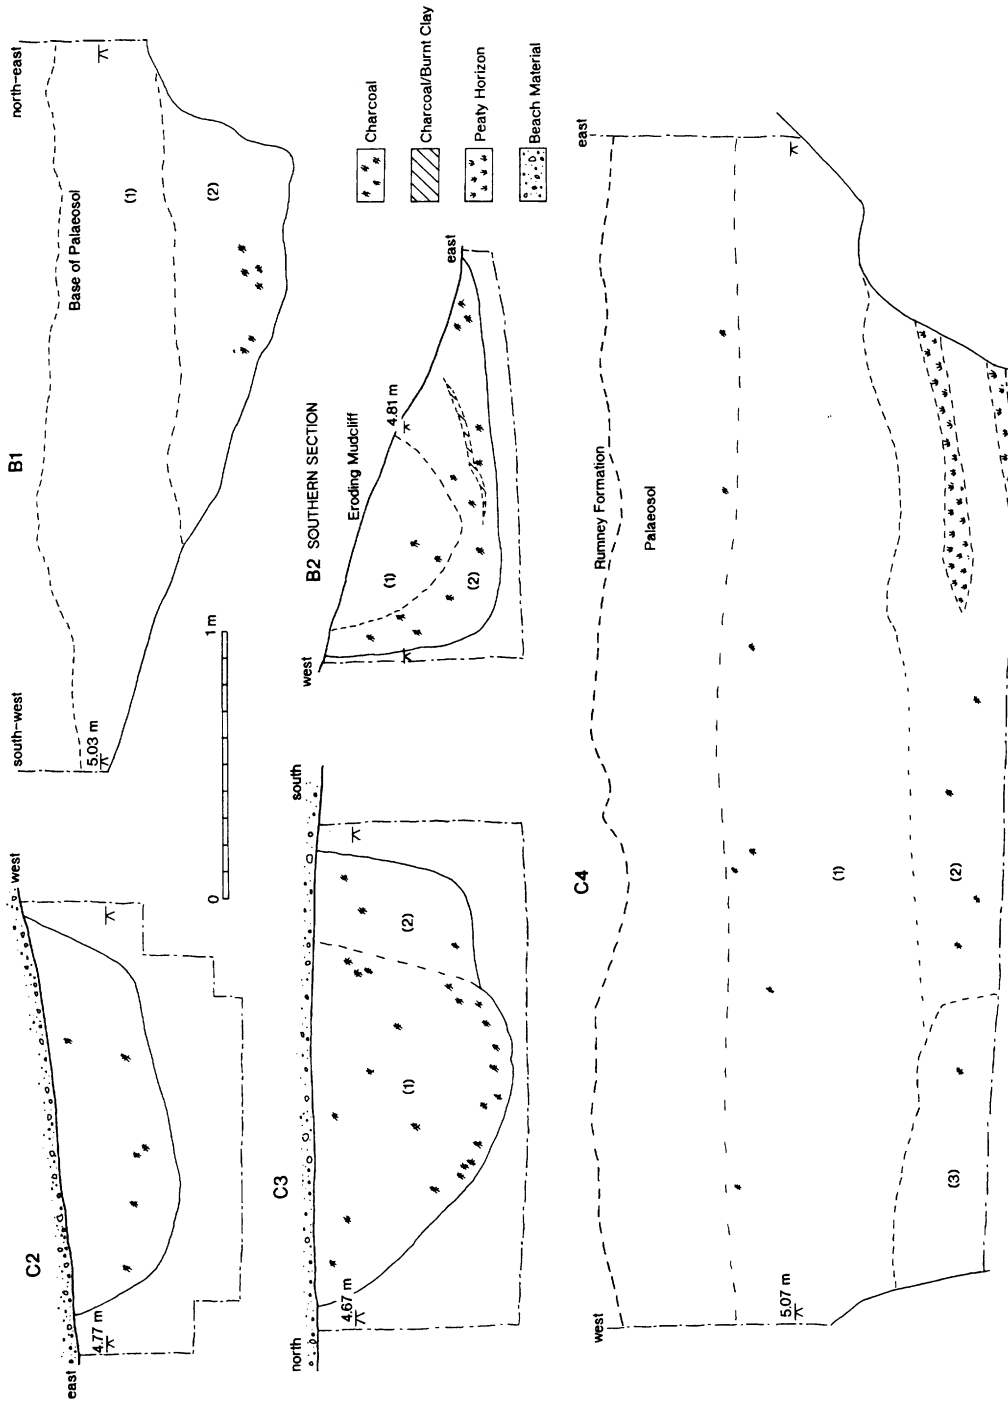 C2
east
west
4.77 m
B1
south-west
north-east
5.03 m
Base of Palaeosol
(1)
(2)
0
1 m
C3
north
south
4.67 m
(1)
(2)
B2 SOUTHERN SECTION
west
east
Eroding Mudcliff
4.81 m
(1)
(2)
Charcoal
Charcoal/Burnt Clay
Peaty Horizon
Beach Material
C4
west
east
Rumney Formation
Palaeosol
5.07 m
(1)
(2)
(3)